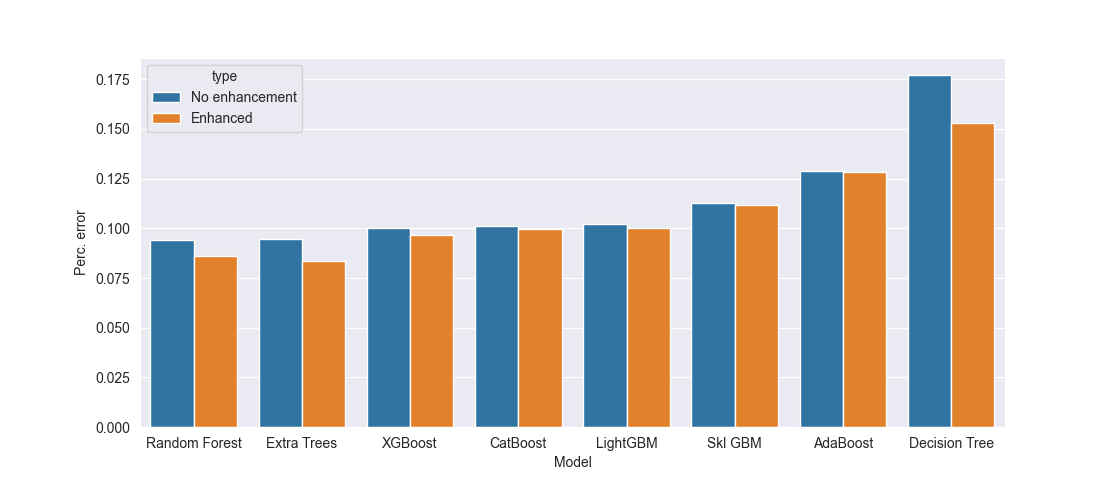 type
No enhancement
Enhanced
0.175
0.150
0.125
0.100
0.075
0.050
0.025
0.000
Perc. error
Random Forest Extra Trees XGBoost CatBoost LightGBM Skl GBM AdaBoost Decision Tree
Model